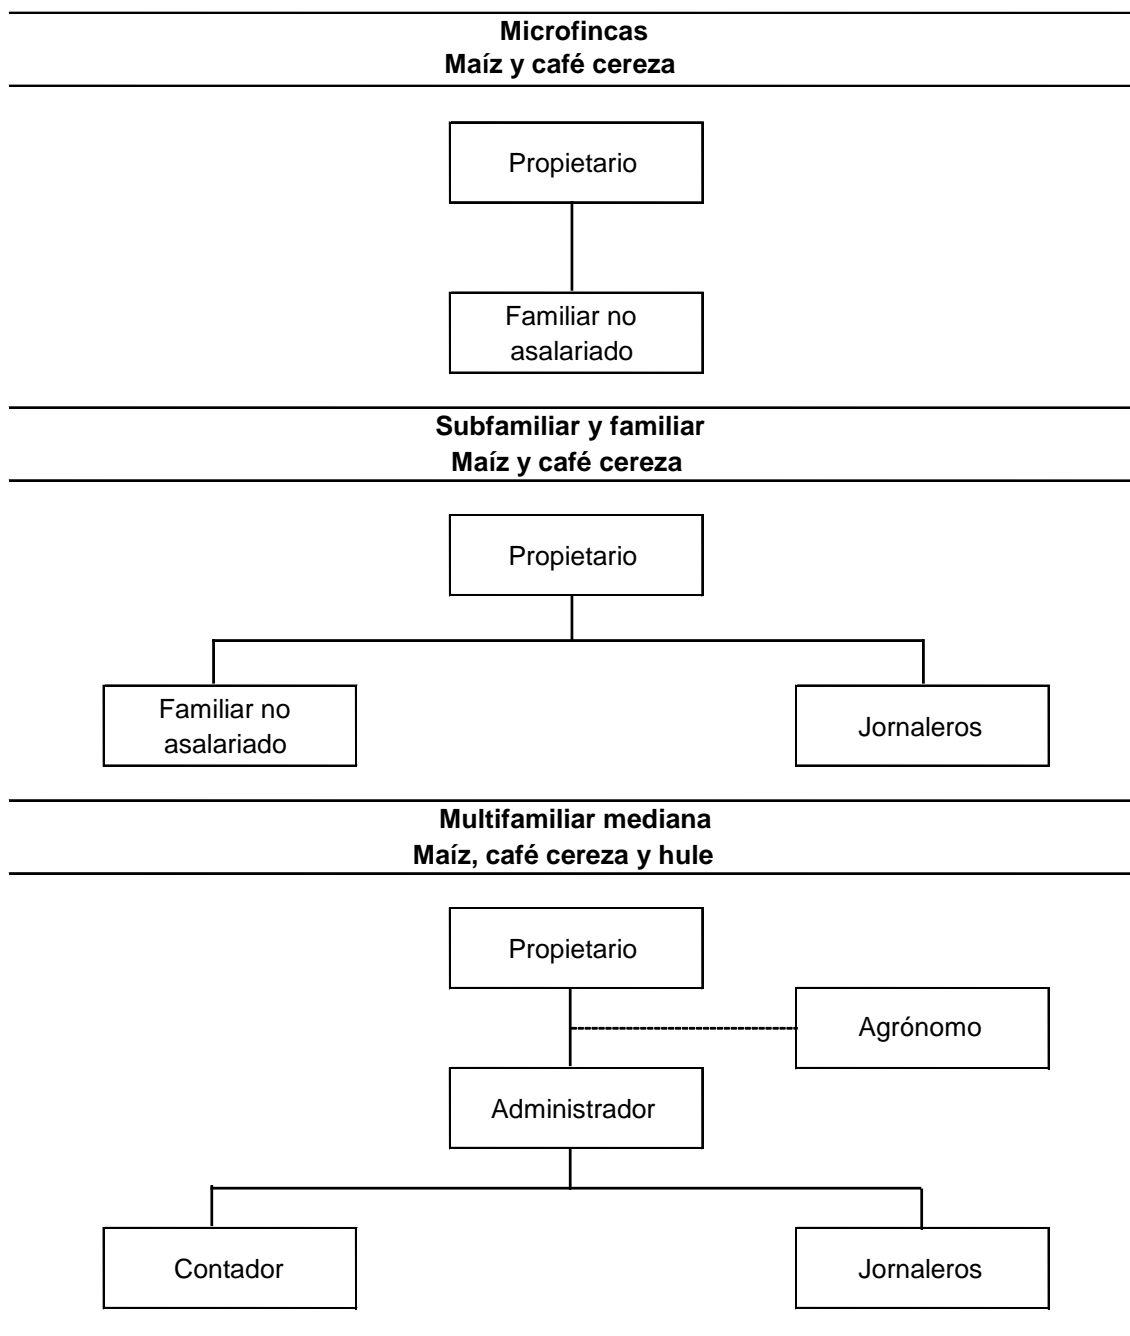 Microfincas
Maíz y café cereza
Propietario
Familiar no
asalariado
Subfamiliar y familiar
Maíz y café cereza
Propietario
Familiar no
asalariado
Jornaleros
Multifamiliar mediana
Maíz, café cereza y hule
Propietario
Agrónomo
Administrador
Contador
Jornaleros